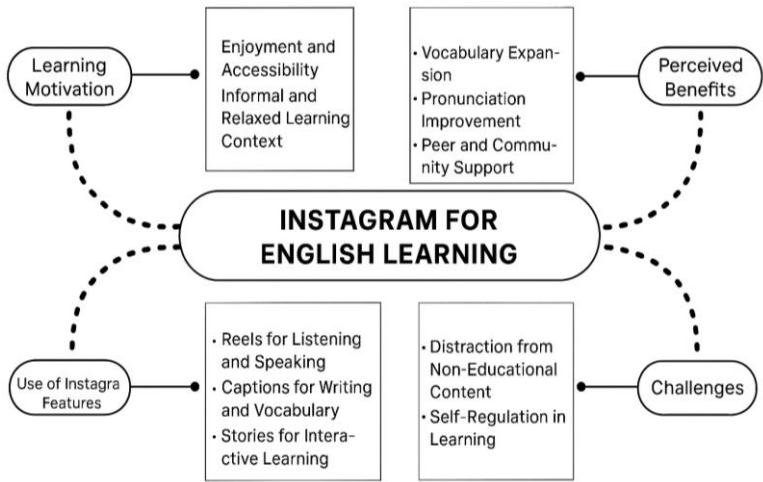 Learning
Motivation
Enjoyment and
Accessibility
Informal and
Relaxed Learning
Context
• Vocabulary Expan-
sion
• Pronunciation
Improvement
• Peer and Commu-
nity Support
Perceived
Benefits
INSTAGRAM FOR
ENGLISH LEARNING
Use of Instagra
Features
• Reels for Listening
and Speaking
• Captions for Writing
and Vocabulary
• Stories for Intera-
ctive Learning
• Distraction from
Non-Educational
Content
• Self-Regulation in
Learning
Challenges